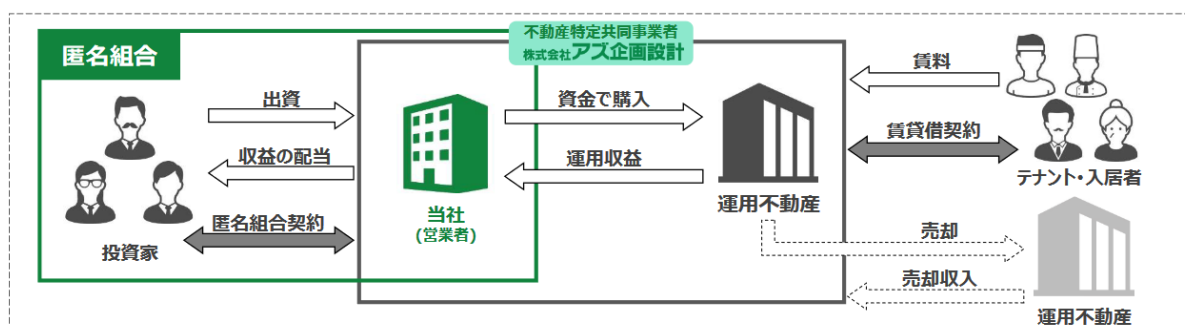 不動産特定共同事業者
株式会社アズ企画設計
匿名組合
出資
収益の配当
匿名組合契約
投資家
当社
(営業者)
資金で購入
運用収益
運用不動産
賃料
賃貸借契約
テナント・入居者
売却
売却収入
運用不動産